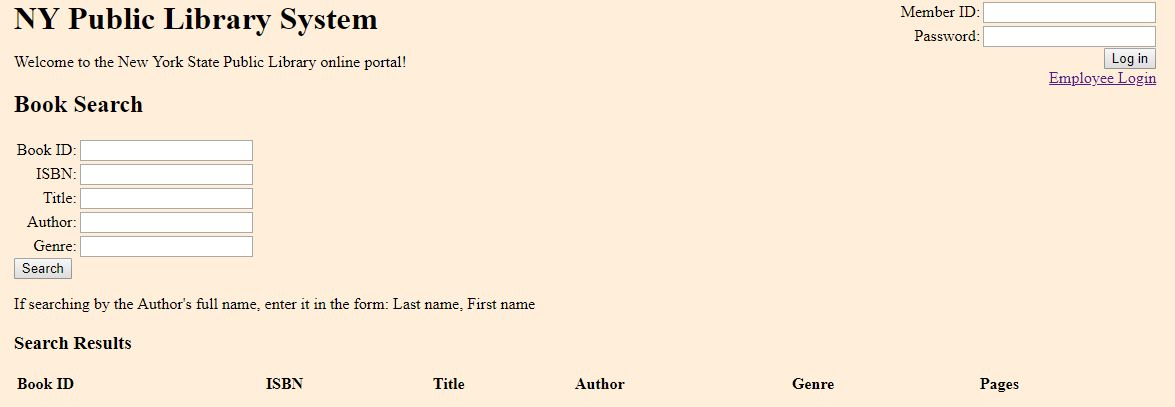 NY Public Library System
Member ID:
Password:
Log in
Employee Login
Welcome to the New York State Public Library online portal!
Book Search
Book ID:
ISBN:
Title:
Author:
Genre:
Search
If searching by the Author's full name, enter it in the form: Last name, First name
Search Results
Book ID ISBN Title Author Genre Pages